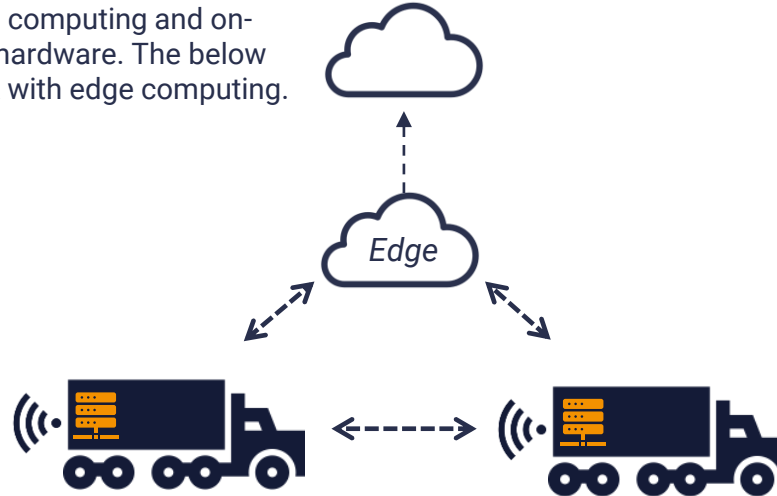 computing and on-
hardware. The below
with edge computing.
Edge